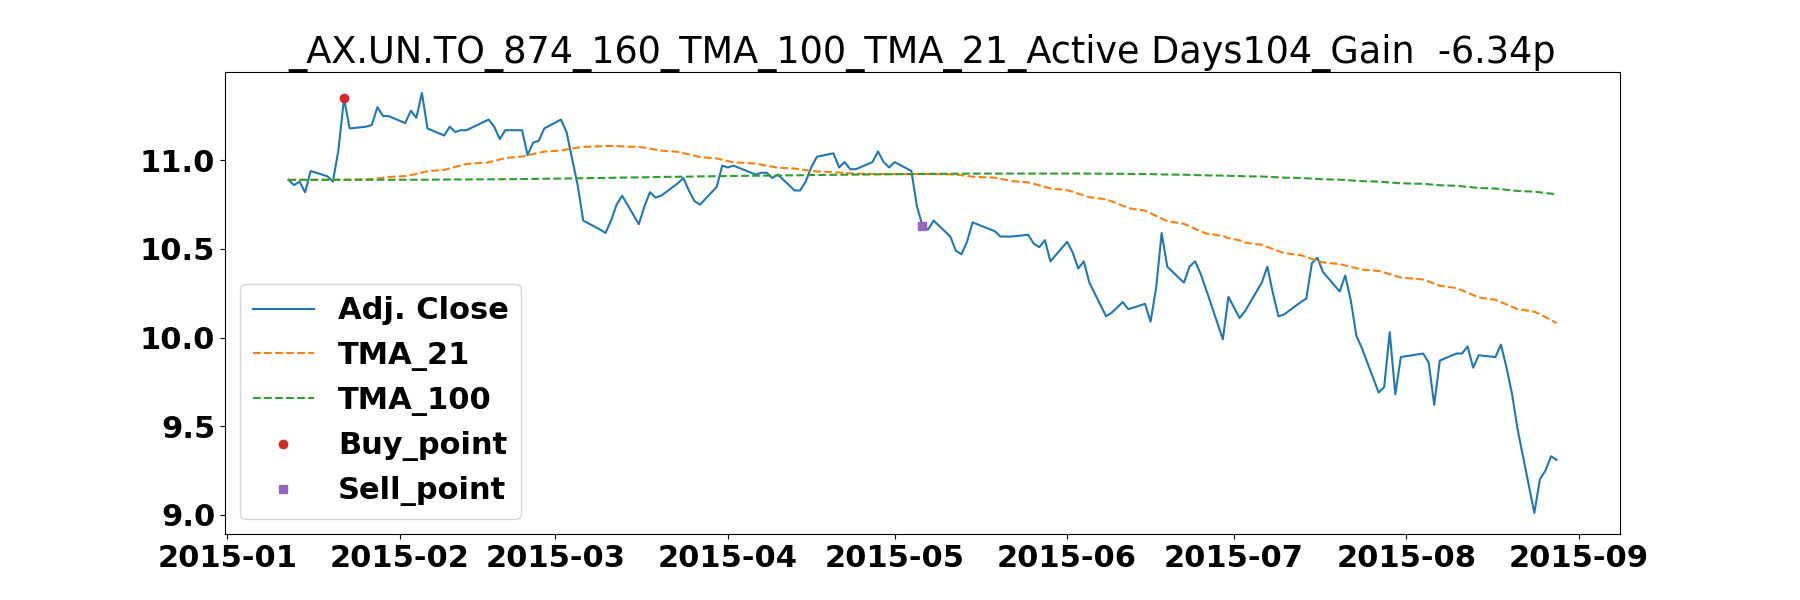 _AX.UN.TO_874_160_TMA_100_TMA_21_Active Days104_Gain  -6.34p
11.0
10.5
10.0
9.5
9.0
Adj. Close
TMA_21
TMA_100
Buy_point
Sell_point
2015-01 2015-02 2015-03 2015-04 2015-05 2015-06 2015-07 2015-08 2015-09